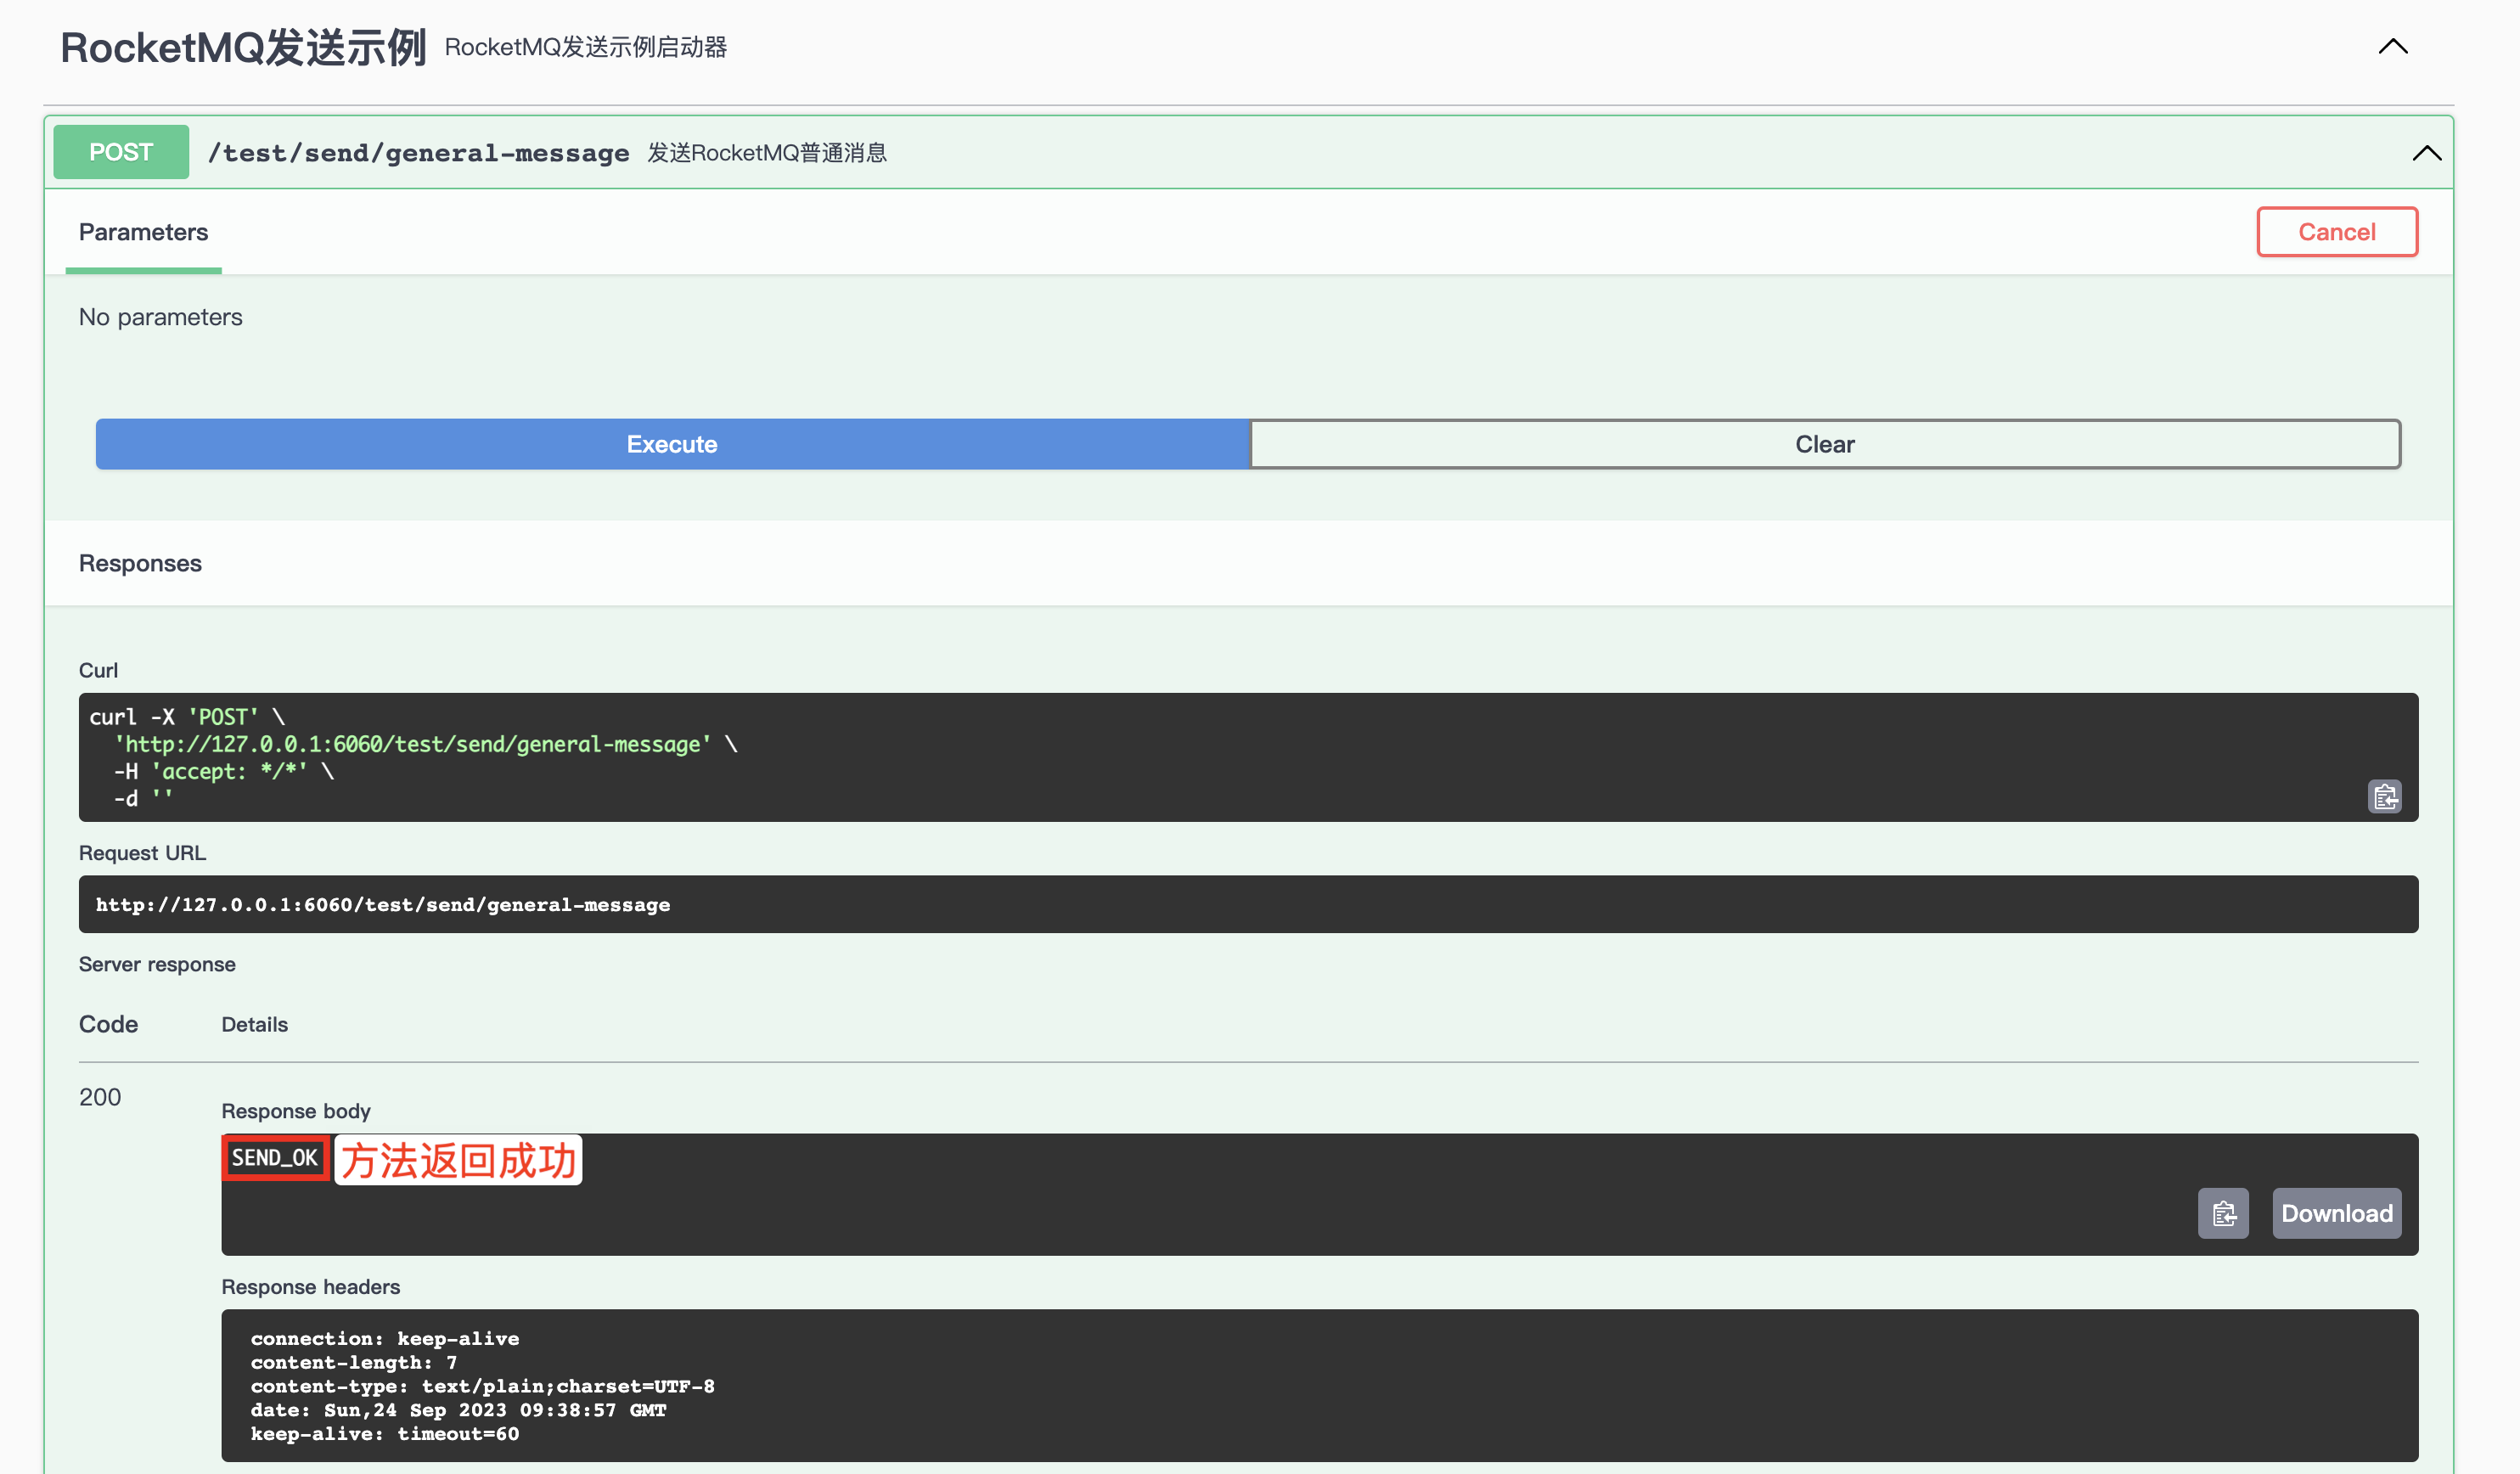 RocketMQ发送示例 RocketMQ发送示例启动器
POST /test/send/general-message 发送RocketMQ普通消息
Parameters Cancel
No parameters
Execute Clear
Responses
Curl
curl -X 'POST' \
  'http://127.0.0.1:6060/test/send/general-message' \
  -H 'accept: */*' \
  -d ''
Request URL
http://127.0.0.1:6060/test/send/general-message
Server response
Code Details
200
Response body
SEND_OK 方法返回成功
Download
Response headers
connection: keep-alive
content-length: 7
content-type: text/plain;charset=UTF-8
date: Sun,24 Sep 2023 09:38:57 GMT
keep-alive: timeout=60